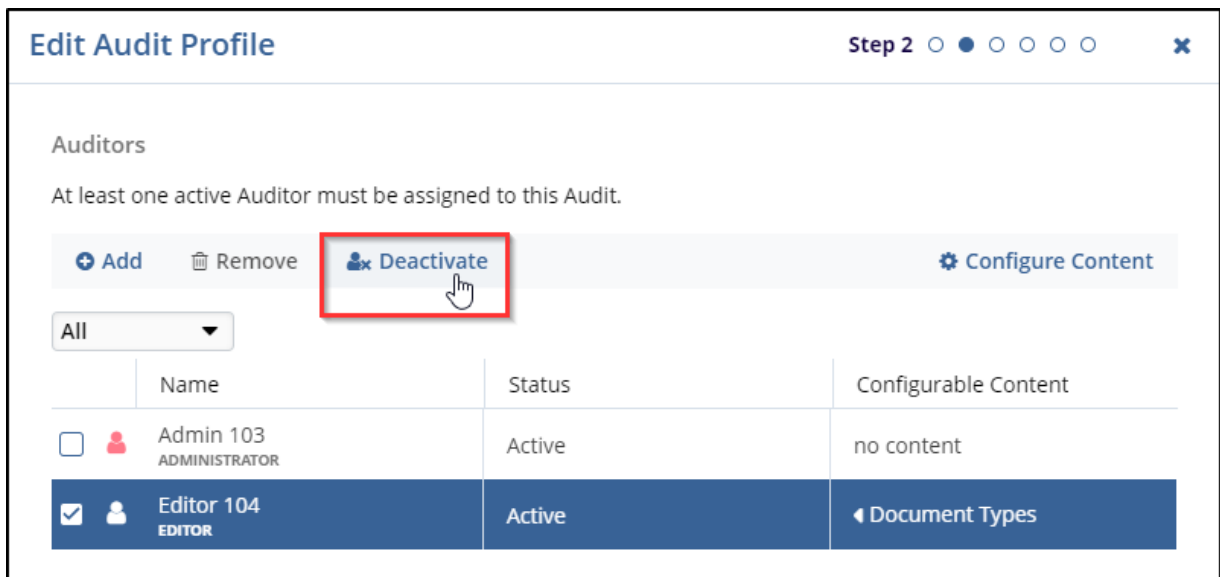 Edit Audit Profile Step 2
Auditors
At least one active Auditor must be assigned to this Audit.
Add Remove Deactivate Configure Content
All
Name Status Configurable Content
Admin 103 Active no content
ADMINISTRATOR
Editor 104 Active Document Types
EDITOR